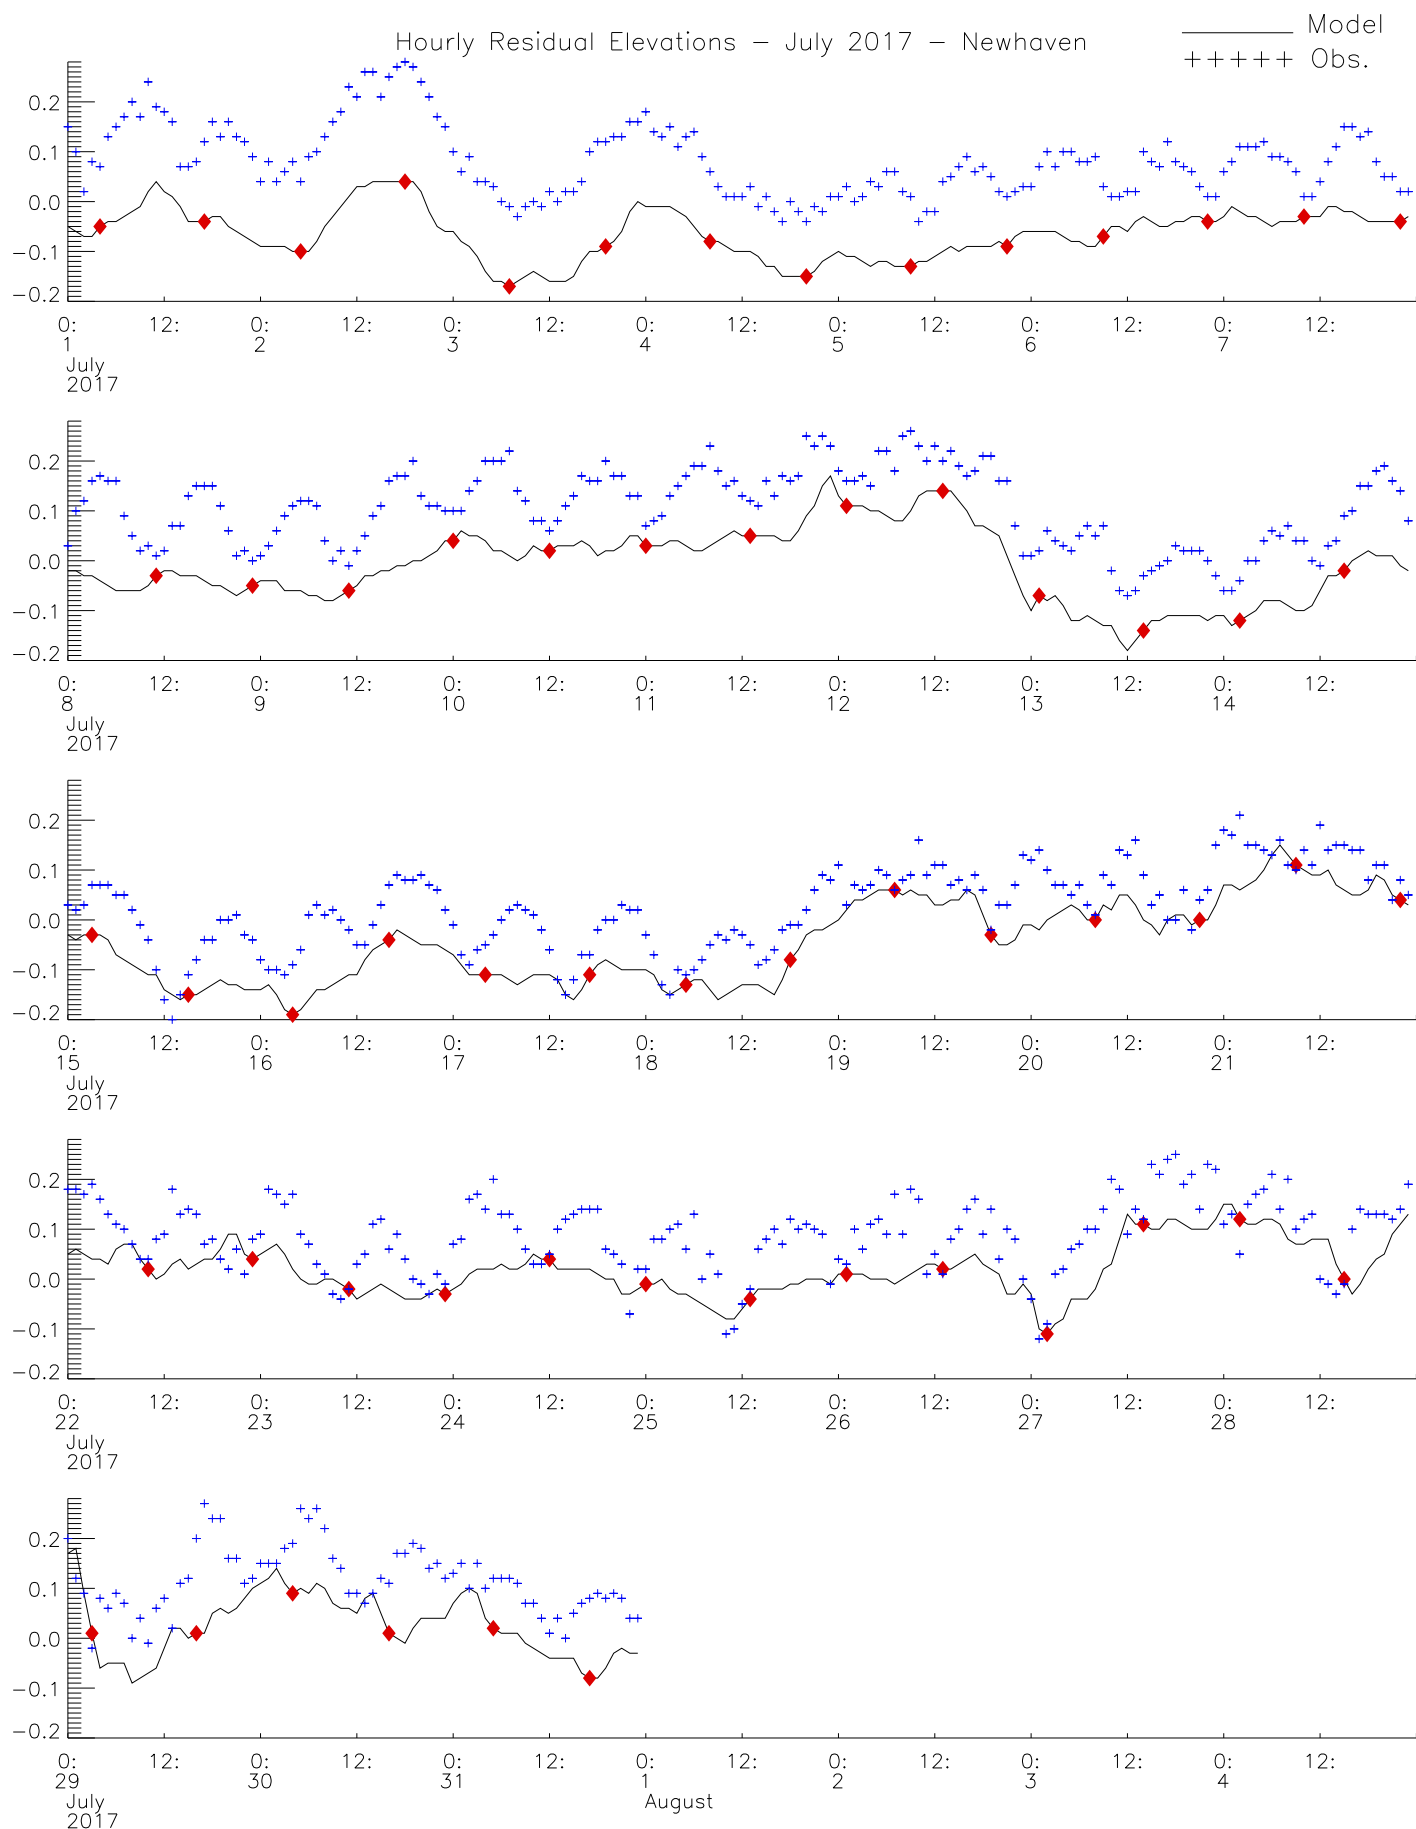 Hourly Residual Elevations – July 2017 – Newhaven
Model
+++++ Obs.
0.2
0.1
0.0
−0.1
−0.2
0: 12: 0: 12: 0: 12: 0: 12: 0: 12: 0: 12: 0: 12:
1 2 3 4 5 6 7
July
2017
0.2
0.1
0.0
−0.1
−0.2
0: 12: 0: 12: 0: 12: 0: 12: 0: 12: 0: 12: 0: 12:
8 9 10 11 12 13 14
July
2017
0.2
0.1
0.0
−0.1
−0.2
0: 12: 0: 12: 0: 12: 0: 12: 0: 12: 0: 12: 0: 12:
15 16 17 18 19 20 21
July
2017
0.2
0.1
0.0
−0.1
−0.2
0: 12: 0: 12: 0: 12: 0: 12: 0: 12: 0: 12: 0: 12:
22 23 24 25 26 27 28
July
2017
0.2
0.1
0.0
−0.1
−0.2
0: 12: 0: 12: 0: 12: 0: 12: 0: 12: 0: 12: 0: 12:
29 30 31 1 2 3 4
July August
2017